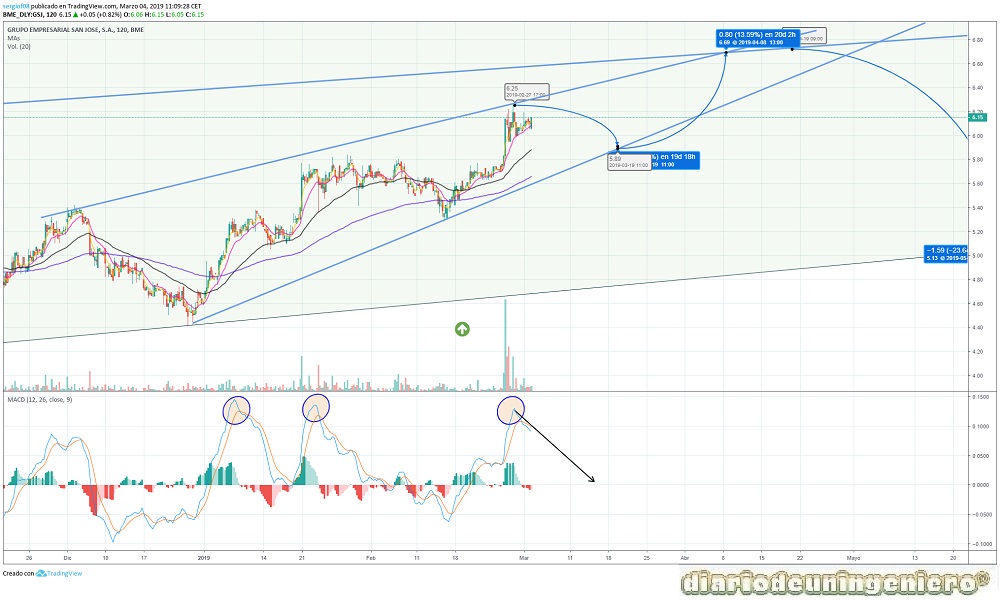 sergiof08 publicado en TradingView.com, Marzo 04, 2019 11:09:28 CET
BME_DLY:GSJ, 120 6.15 ▲ +0.05 (+0.82%) O:6.06 H:6.15 L:6.05 C:6.15
GRUPO EMPRESARIAL SAN JOSE, S.A., 120, BME
MAs
Vol. (20)
0.80 (13.59%) en 20d 2h
6.69 @ 2019-04-08 13:00
-19 09:00
6.25
2019-02-27 17:00
5.89
2019-03-19 11:00
%) en 19d 18h
19 11:00
−1.59 (−23.6
5.13 @ 2019-05-
6.80
6.60
6.40
6.20
6.15
6.00
5.80
5.60
5.40
5.20
5.00
4.80
4.60
4.40
4.20
4.00
MACD (12, 26, close, 9)
0.1500
0.1000
0.0500
0.0000
-0.0500
-0.1000
26 Dic 10 17 2019 14 21 Feb 11 18 Mar 11 18 25 Abr 8 15 22 Mayo 13 20
Creado con TradingView
diariodeuningeniero